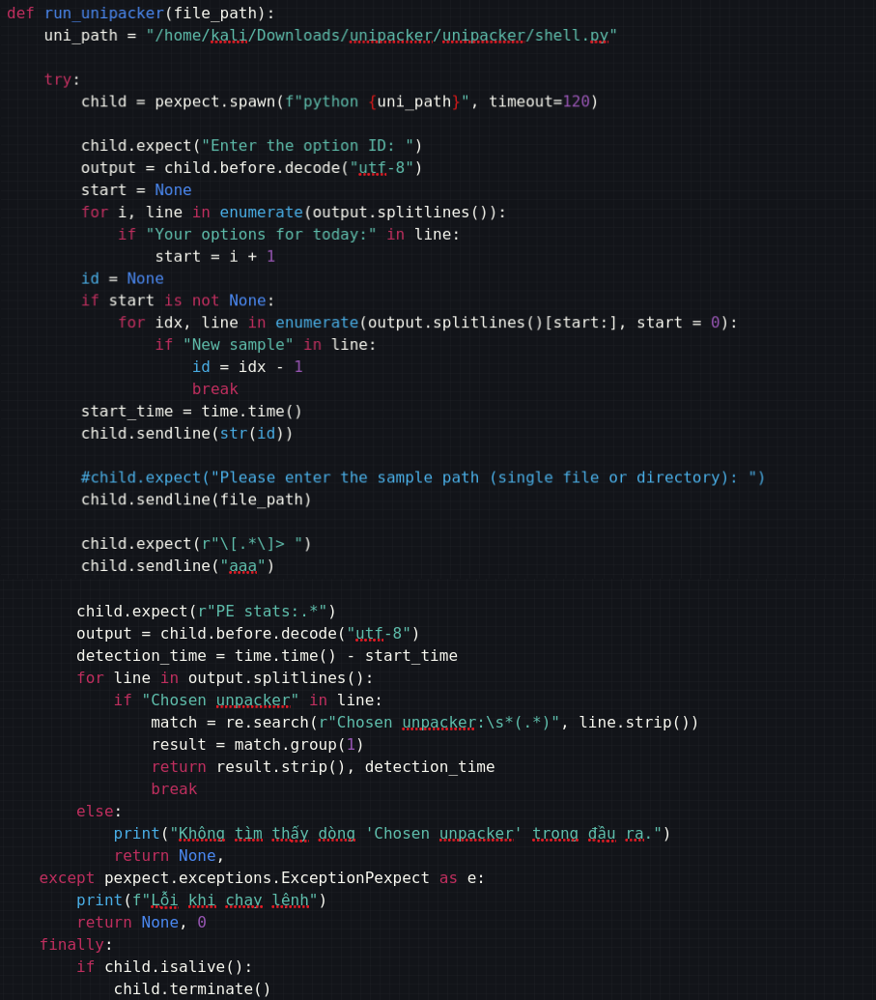 def run_unipacker(file_path):
    uni_path = "/home/kali/Downloads/unipacker/unipacker/shell.py"

    try:
        child = pexpect.spawn(f"python {uni_path}", timeout=120)

        child.expect("Enter the option ID: ")
        output = child.before.decode("utf-8")
        start = None
        for i, line in enumerate(output.splitlines()):
            if "Your options for today:" in line:
                start = i + 1
        id = None
        if start is not None:
            for idx, line in enumerate(output.splitlines()[start:], start = 0):
                if "New sample" in line:
                    id = idx - 1
                    break
        start_time = time.time()
        child.sendline(str(id))

        #child.expect("Please enter the sample path (single file or directory): ")
        child.sendline(file_path)

        child.expect(r"\[.*\]> ")
        child.sendline("aaa")

        child.expect(r"PE stats:.*")
        output = child.before.decode("utf-8")
        detection_time = time.time() - start_time
        for line in output.splitlines():
            if "Chosen unpacker" in line:
                match = re.search(r"Chosen unpacker:\s*(.*)", line.strip())
                result = match.group(1)
                return result.strip(), detection_time
                break
        else:
            print("Không tìm thấy dòng 'Chosen unpacker' trong đầu ra.")
            return None,
    except pexpect.exceptions.ExceptionPexpect as e:
        print(f"Lỗi khi chạy lệnh")
        return None, 0
    finally:
        if child.isalive():
            child.terminate()